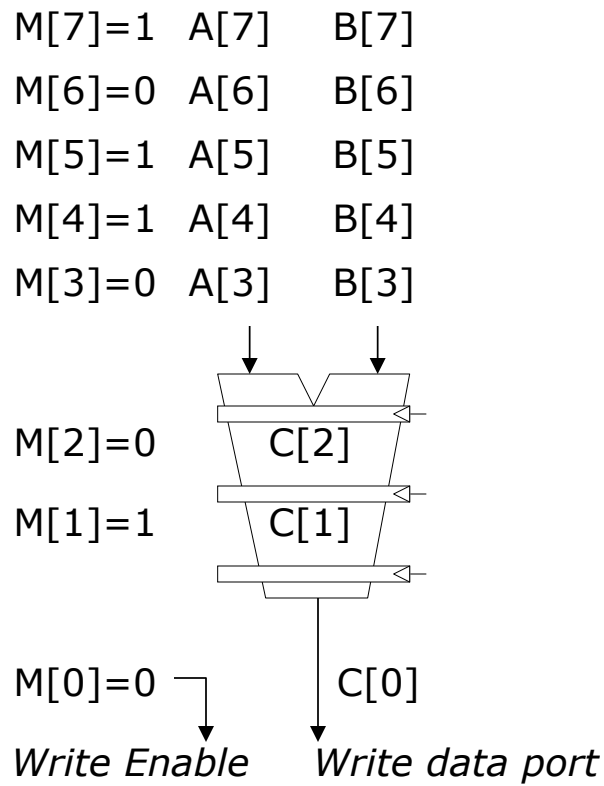 M[7]=1 A[7] B[7]
M[6]=0 A[6] B[6]
M[5]=1 A[5] B[5]
M[4]=1 A[4] B[4]
M[3]=0 A[3] B[3]
M[2]=0 C[2]
M[1]=1 C[1]
M[0]=0 C[0]
Write Enable Write data port